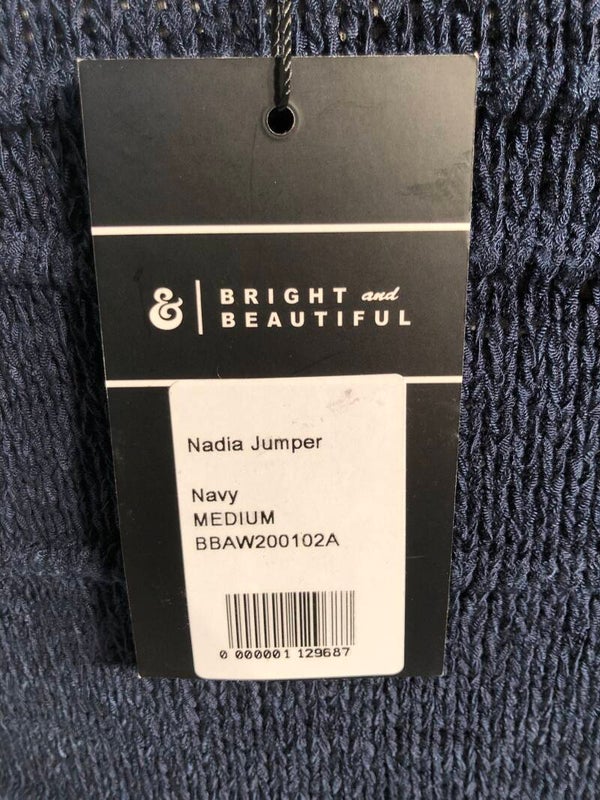 & | BRIGHT and
BEAUTIFUL
Nadia Jumper
Navy
MEDIUM
BBAW200102A
0 000001 129687